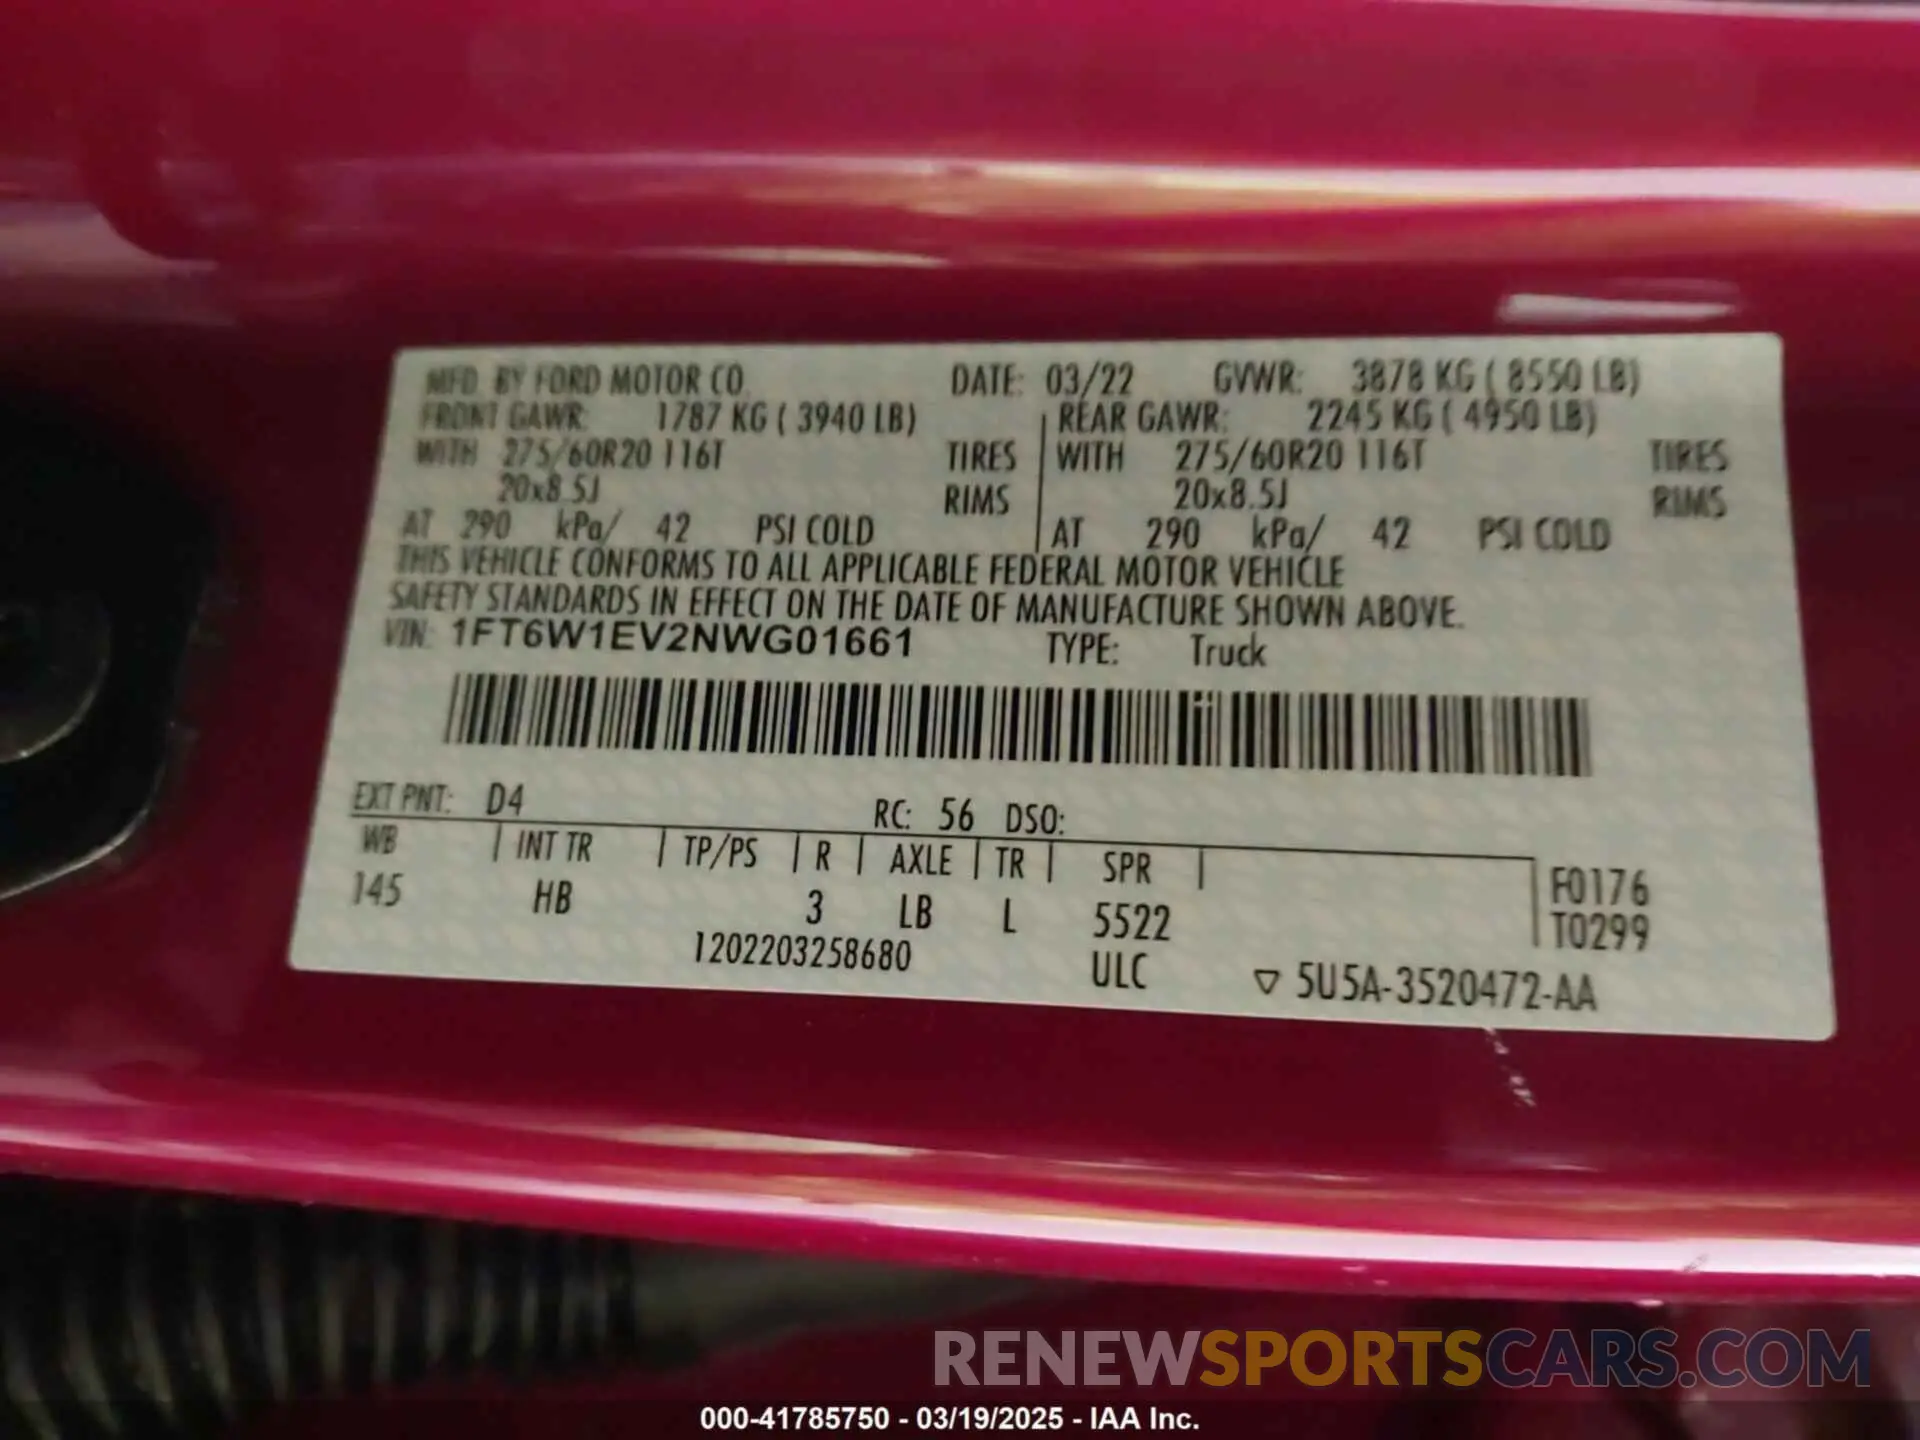 MFD. BY FORD MOTOR CO. DATE: 03/22 GVWR: 3878 KG ( 8550 LB)
FRONT GAWR: 1787 KG ( 3940 LB) REAR GAWR: 2245 KG ( 4950 LB)
WITH 275/60R20 116T TIRES WITH 275/60R20 116T TIRES
20x8.5J RIMS 20x8.5J RIMS
AT 290 kPa/ 42 PSI COLD AT 290 kPa/ 42 PSI COLD
THIS VEHICLE CONFORMS TO ALL APPLICABLE FEDERAL MOTOR VEHICLE
SAFETY STANDARDS IN EFFECT ON THE DATE OF MANUFACTURE SHOWN ABOVE.
VIN: 1FT6W1EV2NWG01661 TYPE: Truck
EXT PNT: D4 RC: 56 DSO:
WB INT TR TP/PS R AXLE TR SPR F0176
145 HB 3 LB L 5522 T0299
1202203258680 ULC ▽ 5U5A-3520472-AA
RENEWSPORTSCARS.COM
000-41785750 - 03/19/2025 - IAA Inc.